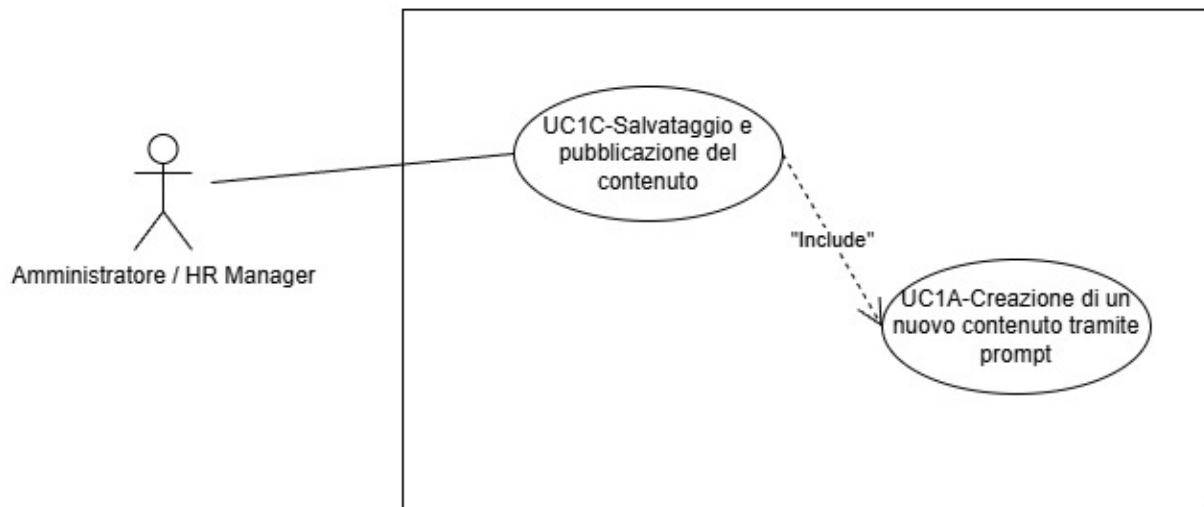 UC1C-Salvataggio e
pubblicazione del
contenuto
"Include"
Amministratore / HR Manager
UC1A-Creazione di un
nuovo contenuto tramite
prompt